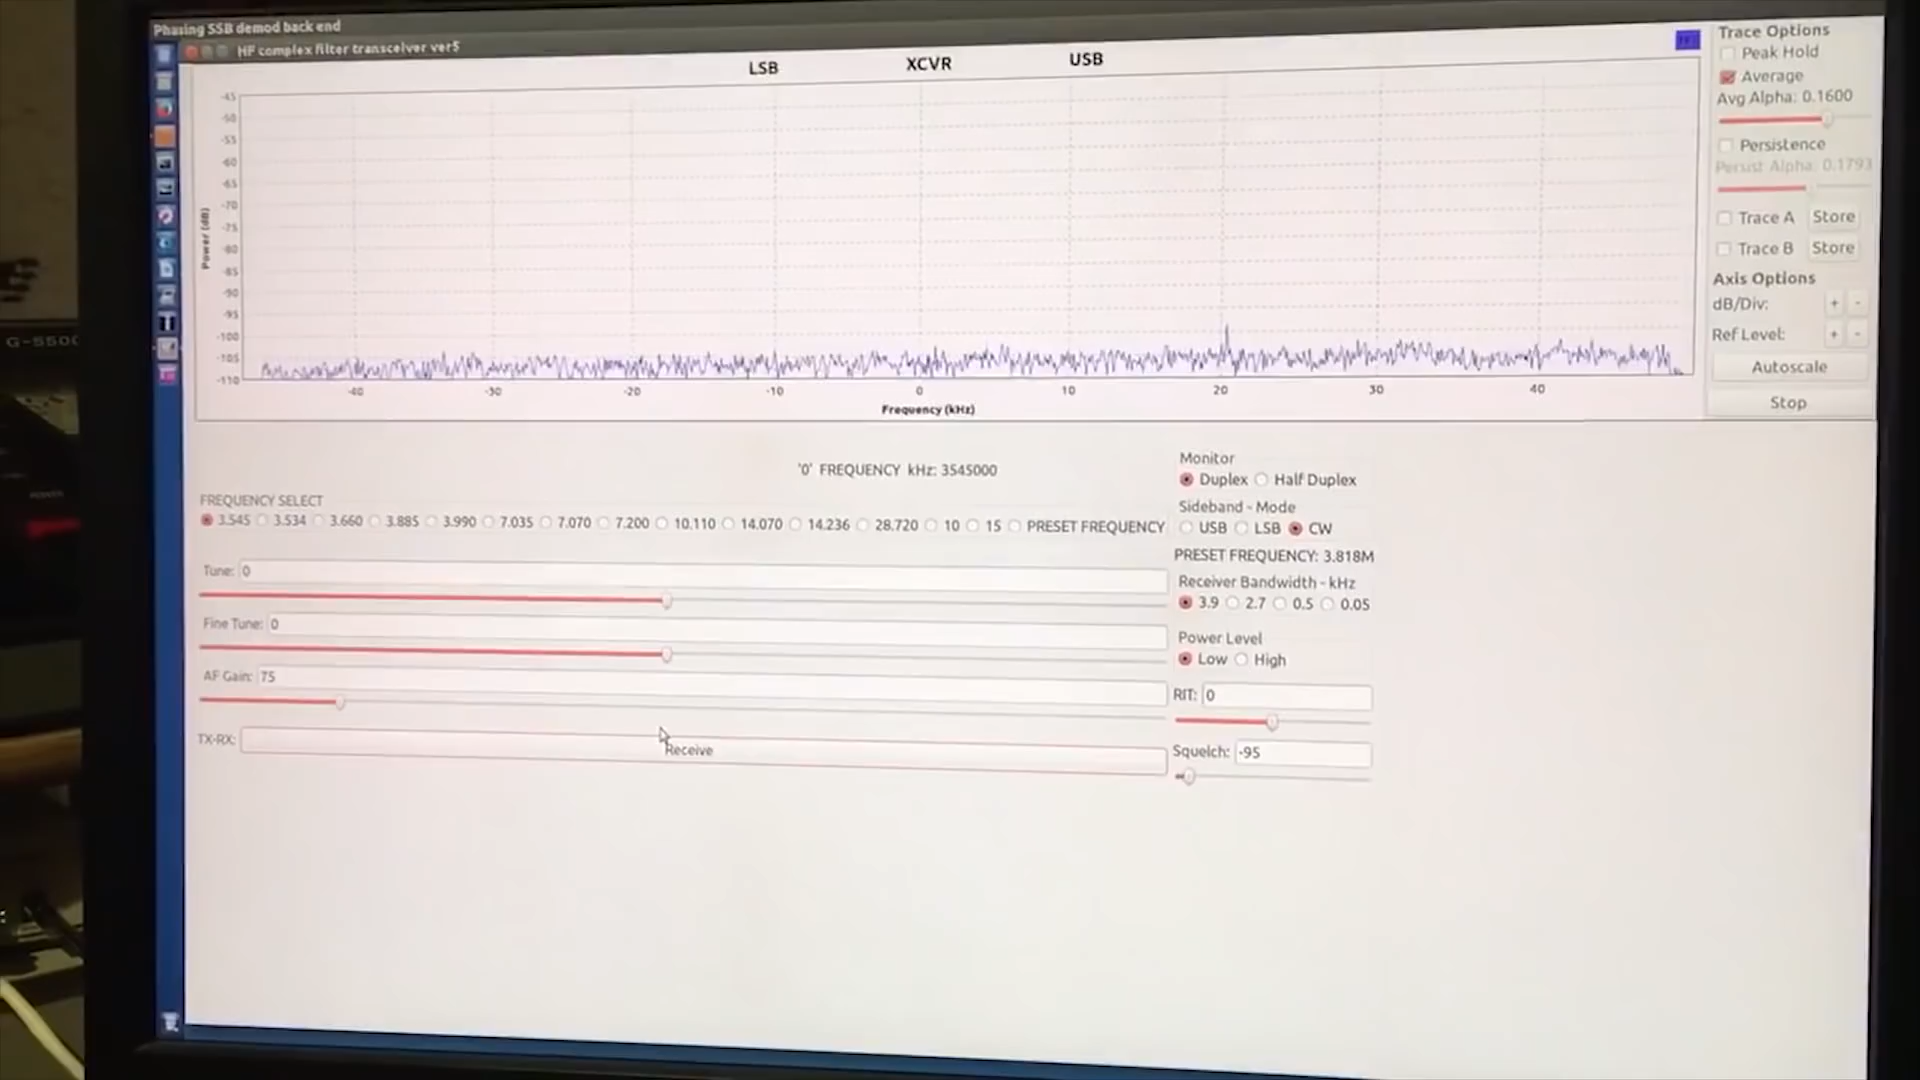 Phasing SSB demod back end
HF complex filter transceiver ver5
LSB XCVR USB
-45
-50
-55
-60
-65
-70
-75
-80
-85
-90
-95
-100
-105
-110
Power (dB)
-40 -30 -20 -10 0 10 20 30 40
Frequency (kHz)
Trace Options
Peak Hold
Average
Avg Alpha: 0.1600
Persistence
Persist Alpha: 0.1793
Trace A Store
Trace B Store
Axis Options
dB/Div: + -
Ref Level: + -
Autoscale
Stop
'0' FREQUENCY kHz: 3545000
FREQUENCY SELECT
3.545 3.534 3.660 3.885 3.990 7.035 7.070 7.200 10.110 14.070 14.236 28.720 10 15 PRESET FREQUENCY
Tune: 0
Fine Tune: 0
AF Gain: 75
TX-RX: Receive
Monitor
Duplex Half Duplex
Sideband - Mode
USB LSB CW
PRESET FREQUENCY: 3.818M
Receiver Bandwidth - kHz
3.9 2.7 0.5 0.05
Power Level
Low High
RIT: 0
Squelch: -95
G-5500
POWER